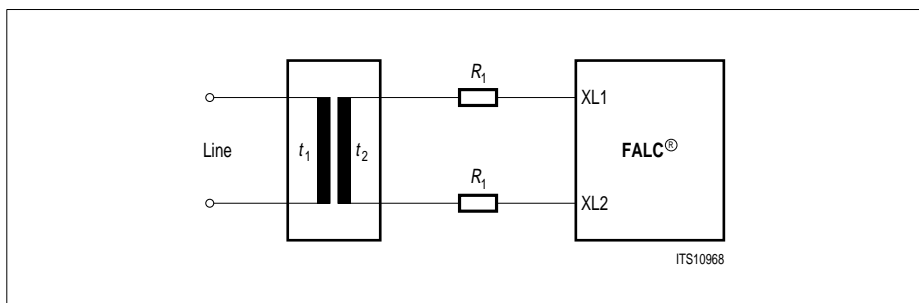 R1
XL1
Line
t1
t2
FALC®
R1
XL2
ITS10968